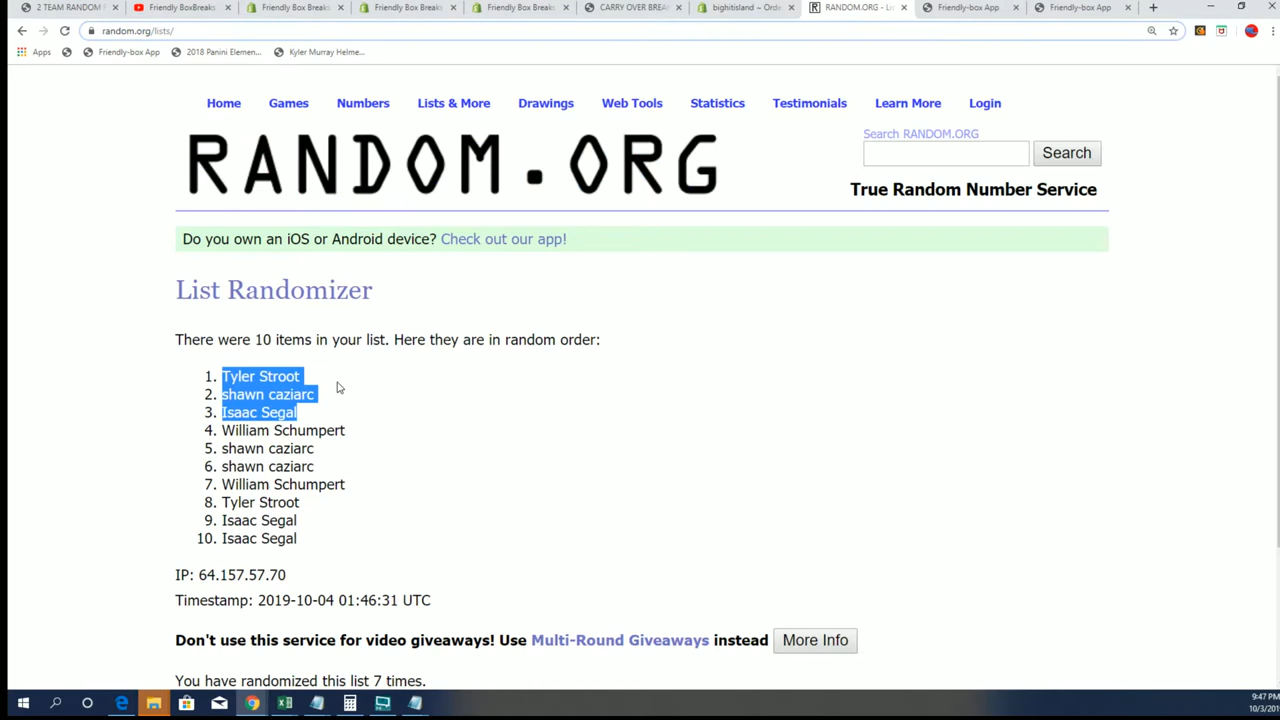 2 TEAM RANDOM
Friendly BoxBreaks
Friendly Box Breaks
Friendly Box Breaks
Friendly Box Breaks
CARRY OVER BREA
bighitisland ~ Orde
RANDOM.ORG - Li
Friendly-box App
Friendly-box App
random.org/lists/
Apps
Friendly-box App
2018 Panini Elemen...
Kyler Murray Helme...
Home
Games
Numbers
Lists & More
Drawings
Web Tools
Statistics
Testimonials
Learn More
Login
RANDOM.ORG
Search RANDOM.ORG
Search
True Random Number Service
Do you own an iOS or Android device? Check out our app!
List Randomizer
There were 10 items in your list. Here they are in random order:
1. Tyler Stroot
2. shawn caziarc
3. Isaac Segal
4. William Schumpert
5. shawn caziarc
6. shawn caziarc
7. William Schumpert
8. Tyler Stroot
9. Isaac Segal
10. Isaac Segal
IP: 64.157.57.70
Timestamp: 2019-10-04 01:46:31 UTC
Don't use this service for video giveaways! Use Multi-Round Giveaways instead
More Info
You have randomized this list 7 times.
9:47 PM
10/3/201